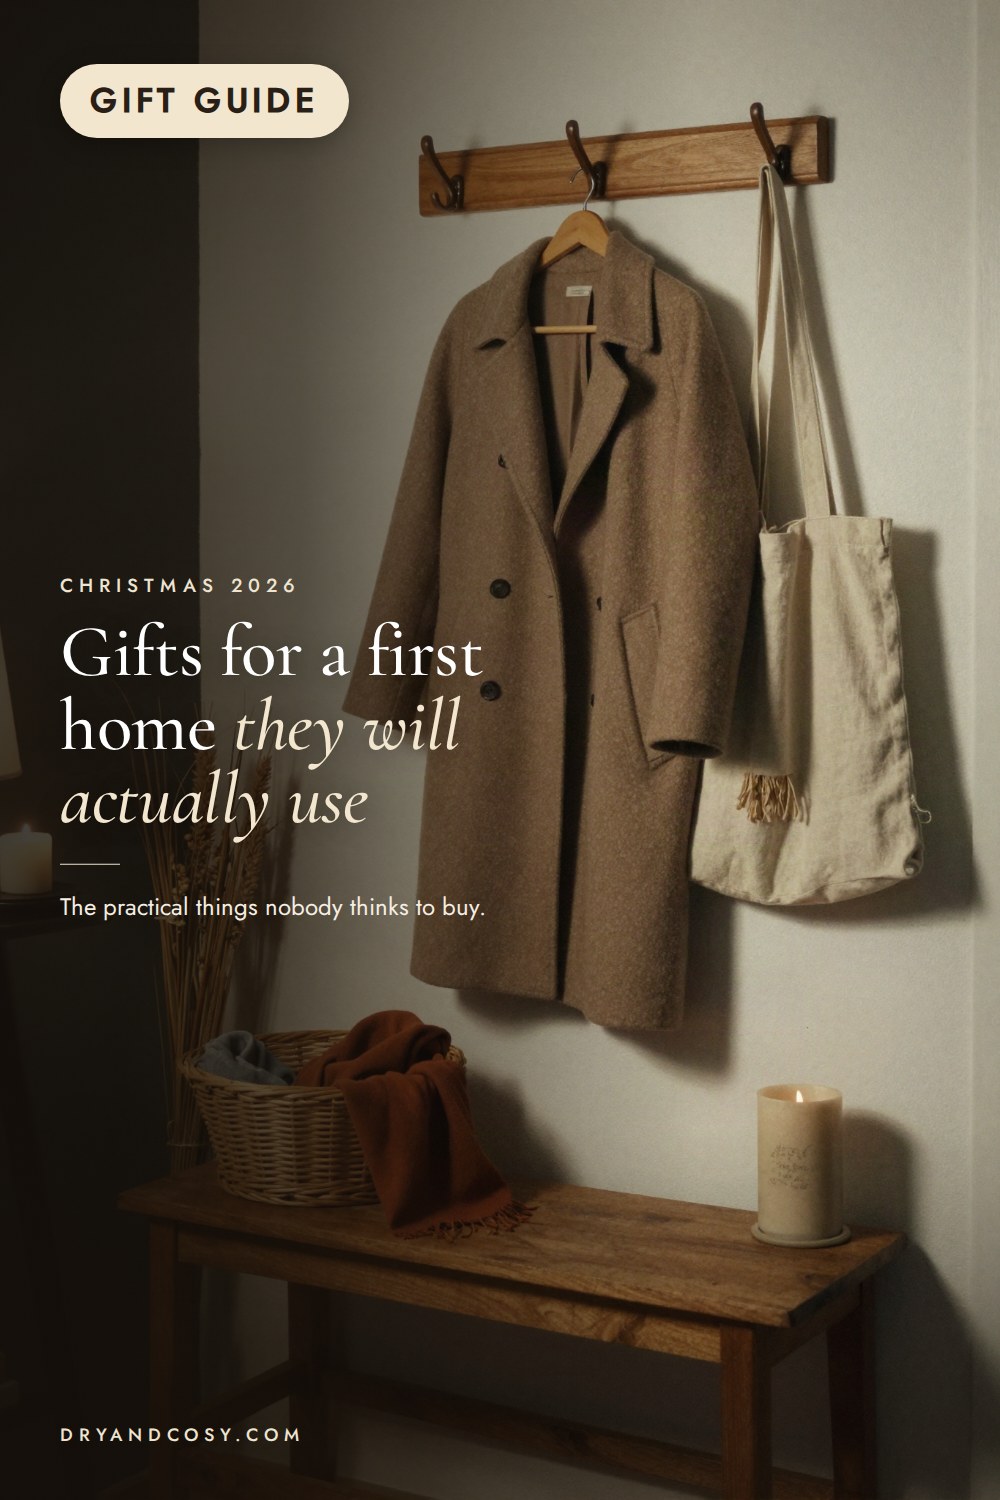 GIFT GUIDE
CHRISTMAS 2026
Gifts for a first
home they will
actually use
The practical things nobody thinks to buy.
DRYANDCOSY.COM